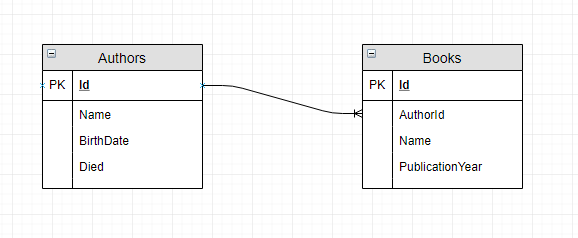 Authors
PK Id
Name
BirthDate
Died
Books
PK Id
AuthorId
Name
PublicationYear